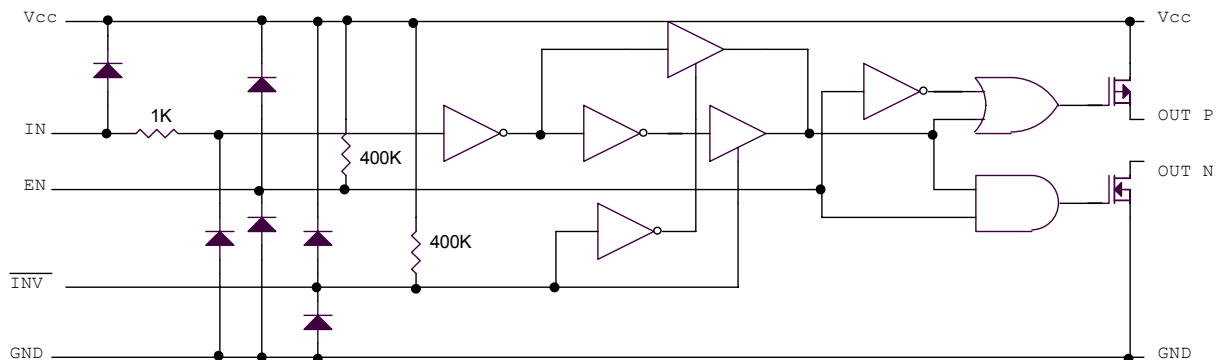 Vcc
Vcc
1K
IN
OUT P
400K
OUT N
EN
400K
INV
GND
GND